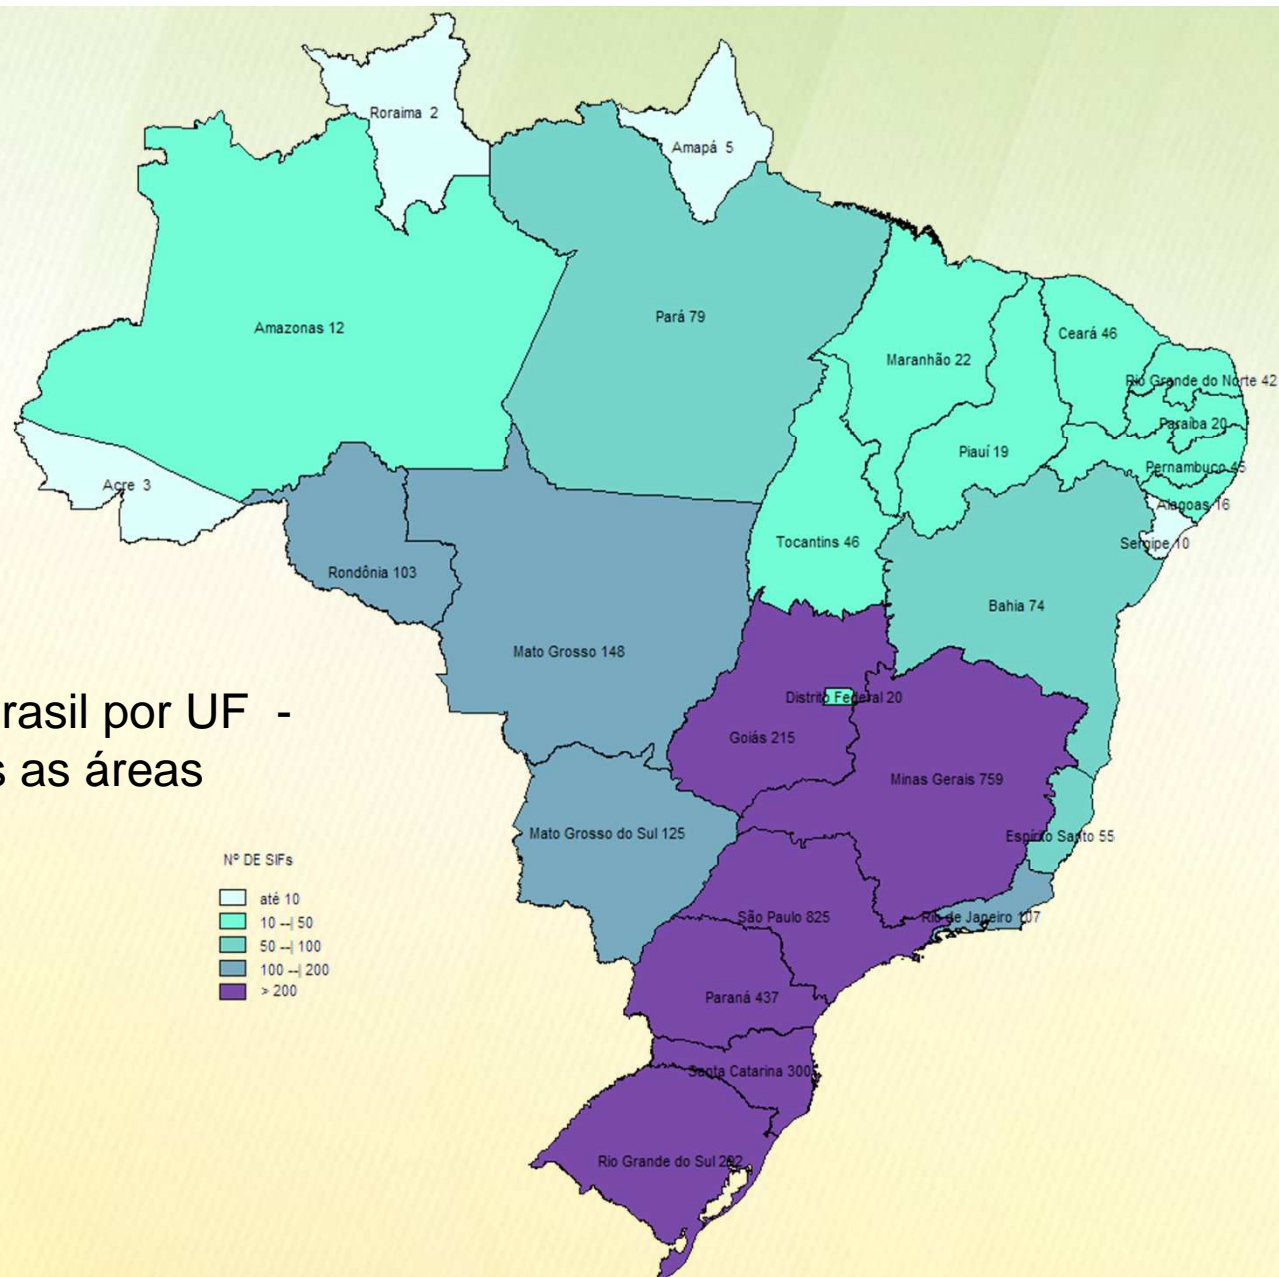 Roraima 2
Amapá 5
Amazonas 12
Pará 79
Ceará 46
Maranhão 22
Rio Grande do Norte 42
Paraíba 20
Piauí 19
Pernambuco 45
Acre 3
Alagoas 16
Tocantins 46
Sergipe 10
Rondônia 103
Bahia 74
Mato Grosso 148
Distrito Federal 20
rasil por UF -
Goiás 215
s as áreas
Minas Gerais 759
Mato Grosso do Sul 125
Espírito Santo 55
Nº DE SIFs
até 10
10 --| 50
50 --| 100
100 --| 200
> 200
São Paulo 825
Rio de Janeiro 107
Paraná 437
Santa Catarina 300
Rio Grande do Sul